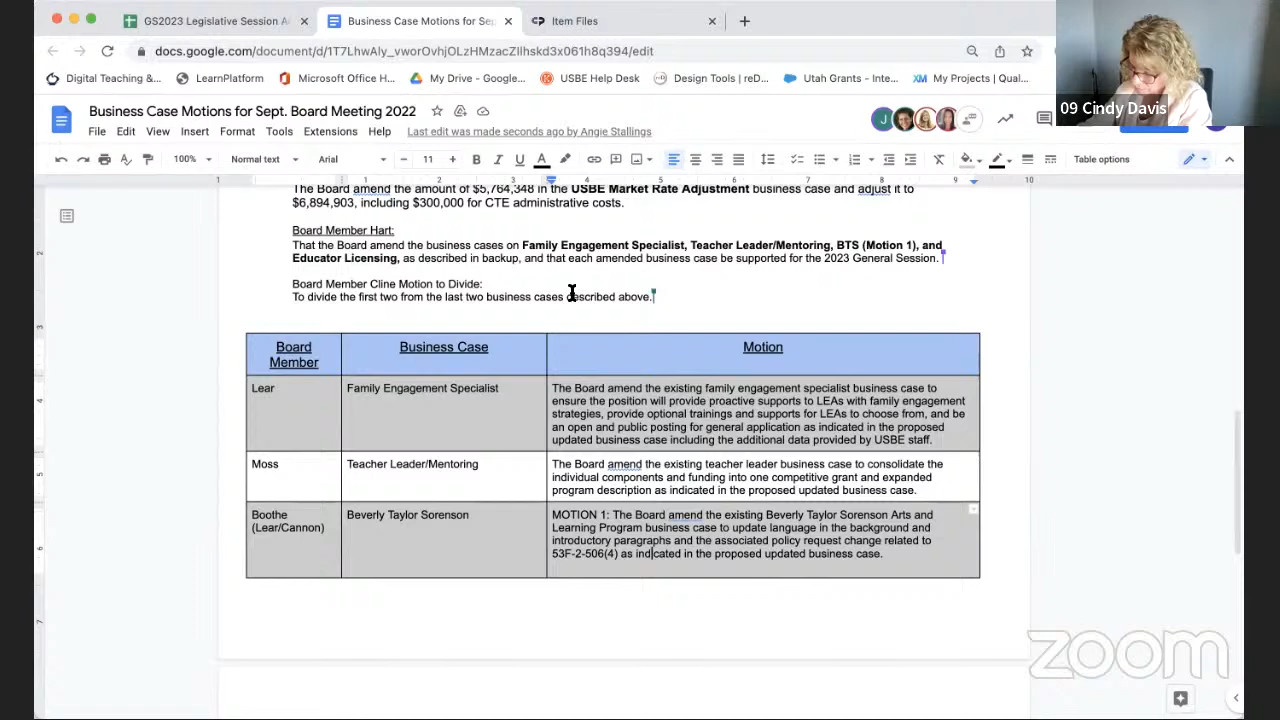 GS2023 Legislative Session A
Business Case Motions for Sep
Item Files
docs.google.com/document/d/1T7LhwAly_vworOvhjOLzHMzacZIlhskd3x061h8q394/edit
Digital Teaching &...
LearnPlatform
Microsoft Office H...
My Drive - Google...
USBE Help Desk
Design Tools | reD...
Utah Grants - Inte...
My Projects | Qual...
09 Cindy Davis
Business Case Motions for Sept. Board Meeting 2022
File Edit View Insert Format Tools Extensions Help Last edit was made seconds ago by Angie Stallings
100% Normal text Arial 11 Table options
1 1 2 3 4 5 6 7 8 9 10
The Board amend the amount of $5,764,348 in the USBE Market Rate Adjustment business case and adjust it to
$6,894,903, including $300,000 for CTE administrative costs.
Board Member Hart:
That the Board amend the business cases on Family Engagement Specialist, Teacher Leader/Mentoring, BTS (Motion 1), and
Educator Licensing, as described in backup, and that each amended business case be supported for the 2023 General Session.
Board Member Cline Motion to Divide:
To divide the first two from the last two business cases described above.
Board
Member
Business Case
Motion
Lear
Family Engagement Specialist
The Board amend the existing family engagement specialist business case to
ensure the position will provide proactive supports to LEAs with family engagement
strategies, provide optional trainings and supports for LEAs to choose from, and be
an open and public posting for general application as indicated in the proposed
updated business case including the additional data provided by USBE staff.
Moss
Teacher Leader/Mentoring
The Board amend the existing teacher leader business case to consolidate the
individual components and funding into one competitive grant and expanded
program description as indicated in the proposed updated business case.
Boothe
(Lear/Cannon)
Beverly Taylor Sorenson
MOTION 1: The Board amend the existing Beverly Taylor Sorenson Arts and
Learning Program business case to update language in the background and
introductory paragraphs and the associated policy request change related to
53F-2-506(4) as indicated in the proposed updated business case.
zoom